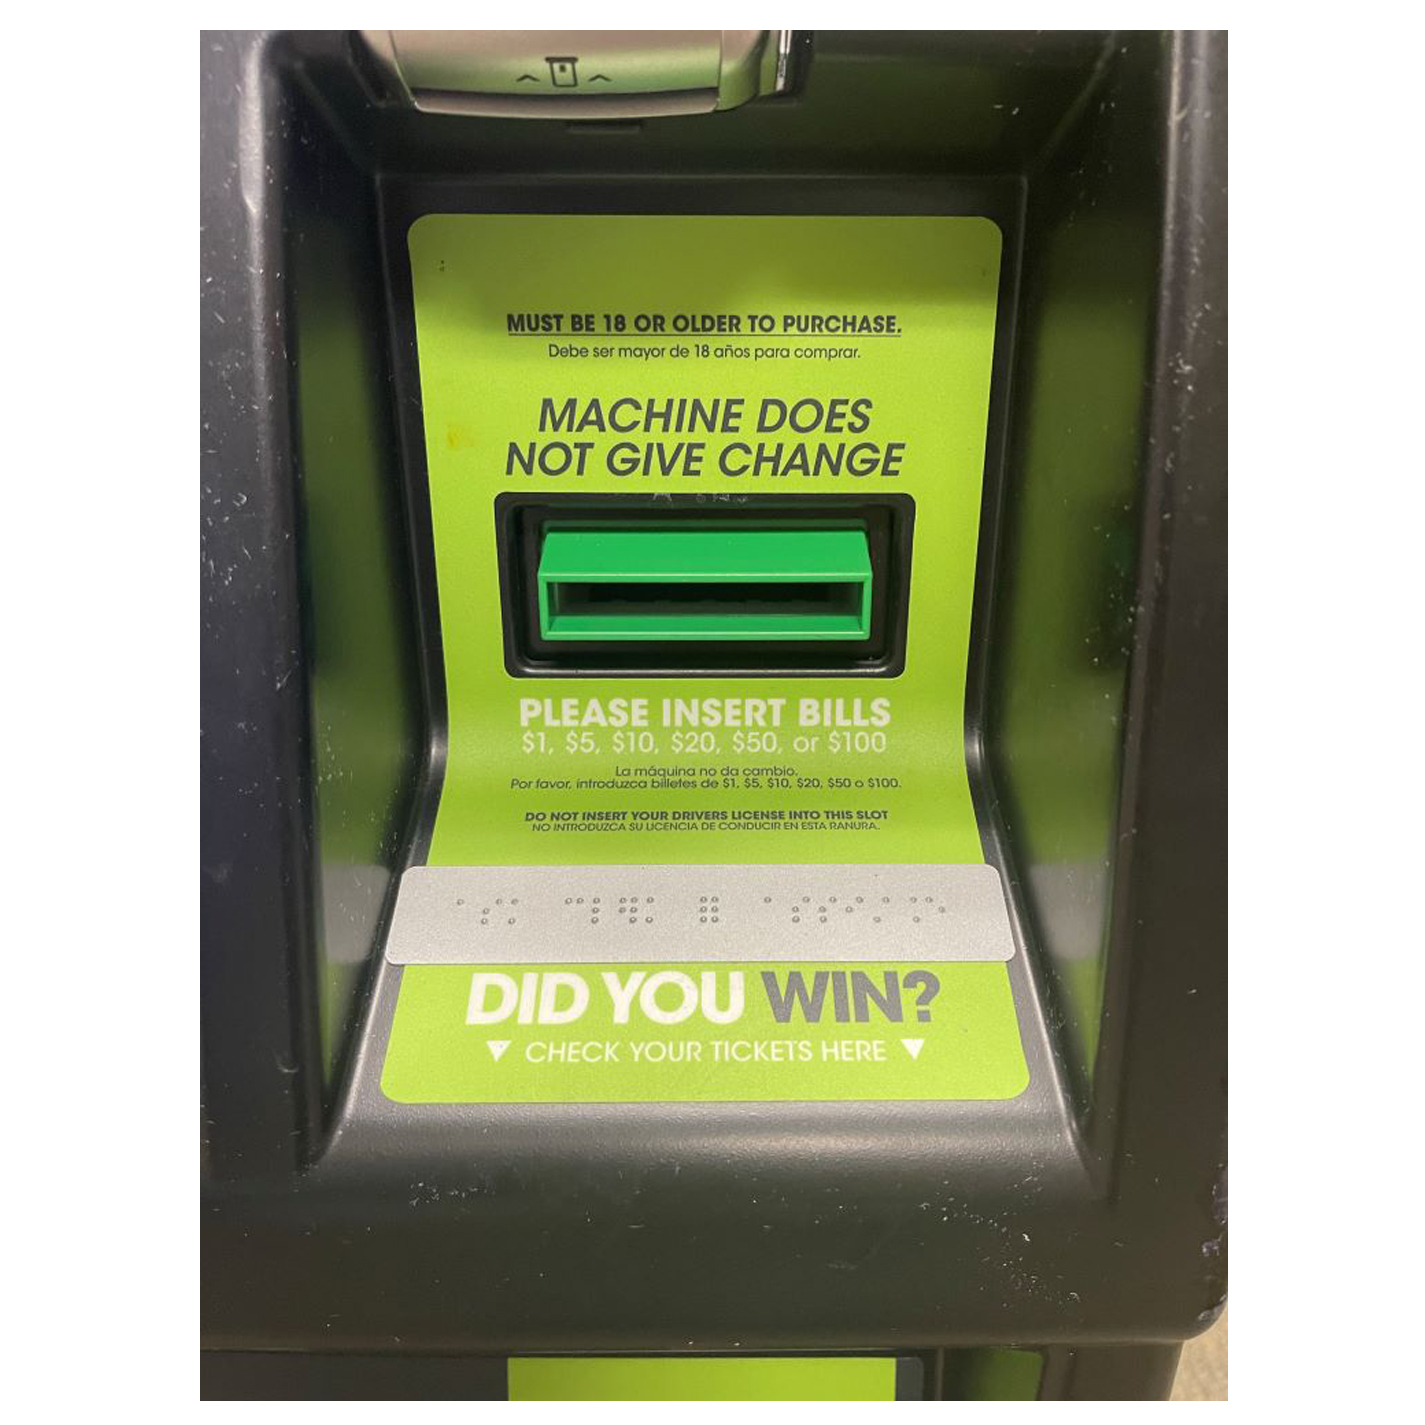 MUST BE 18 OR OLDER TO PURCHASE.
Debe ser mayor de 18 años para comprar.
MACHINE DOES
NOT GIVE CHANGE
PLEASE INSERT BILLS
$1, $5, $10, $20, $50, or $100
La máquina no da cambio.
Por favor, introduzca billetes de $1, $5, $10, $20, $50 o $100.
DO NOT INSERT YOUR DRIVERS LICENSE INTO THIS SLOT
NO INTRODUZCA SU LICENCIA DE CONDUCIR EN ESTA RANURA.
DID YOU WIN?
▼ CHECK YOUR TICKETS HERE ▼